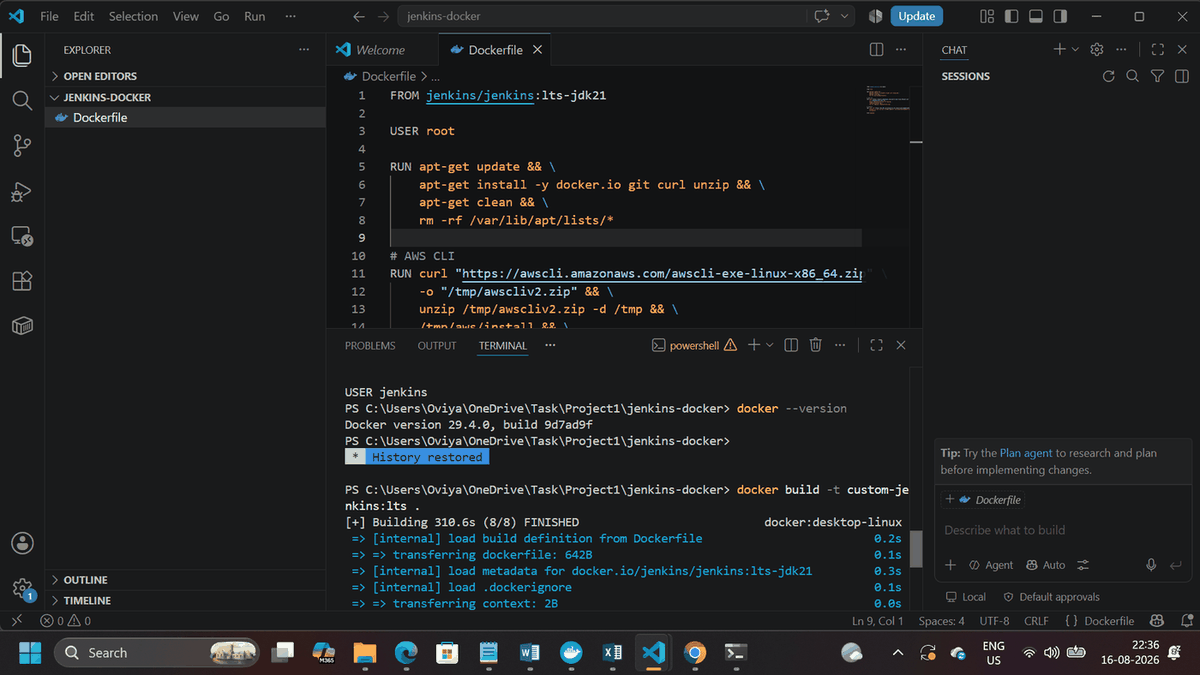 File Edit Selection View Go Run ··· jenkins-docker Update
EXPLORER ···
OPEN EDITORS
JENKINS-DOCKER
Dockerfile
OUTLINE
TIMELINE
Welcome Dockerfile
Dockerfile > ...
1 FROM jenkins/jenkins:lts-jdk21
2
3 USER root
4
5 RUN apt-get update && \
6 apt-get install -y docker.io git curl unzip && \
7 apt-get clean && \
8 rm -rf /var/lib/apt/lists/*
9
10 # AWS CLI
11 RUN curl "https://awscli.amazonaws.com/awscli-exe-linux-x86_64.zip" \
12 -o "/tmp/awscliv2.zip" && \
13 unzip /tmp/awscliv2.zip -d /tmp && \
14 /tmp/aws/install && \
PROBLEMS OUTPUT TERMINAL ··· powershell
USER jenkins
PS C:\Users\Oviya\OneDrive\Task\Project1\jenkins-docker> docker --version
Docker version 29.4.0, build 9d7ad9f
PS C:\Users\Oviya\OneDrive\Task\Project1\jenkins-docker>
* History restored
PS C:\Users\Oviya\OneDrive\Task\Project1\jenkins-docker> docker build -t custom-je
nkins:lts .
[+] Building 310.6s (8/8) FINISHED docker:desktop-linux
=> [internal] load build definition from Dockerfile 0.2s
=> => transferring dockerfile: 642B 0.1s
=> [internal] load metadata for docker.io/jenkins/jenkins:lts-jdk21 0.3s
=> [internal] load .dockerignore 0.1s
=> => transferring context: 2B 0.0s
CHAT
SESSIONS
Tip: Try the Plan agent to research and plan
before implementing changes.
Dockerfile
Describe what to build
Agent Auto
Local Default approvals
1
0 0 Ln 9, Col 1 Spaces: 4 UTF-8 CRLF { } Dockerfile
Search
M365
ENG
US
22:36
16-08-2026